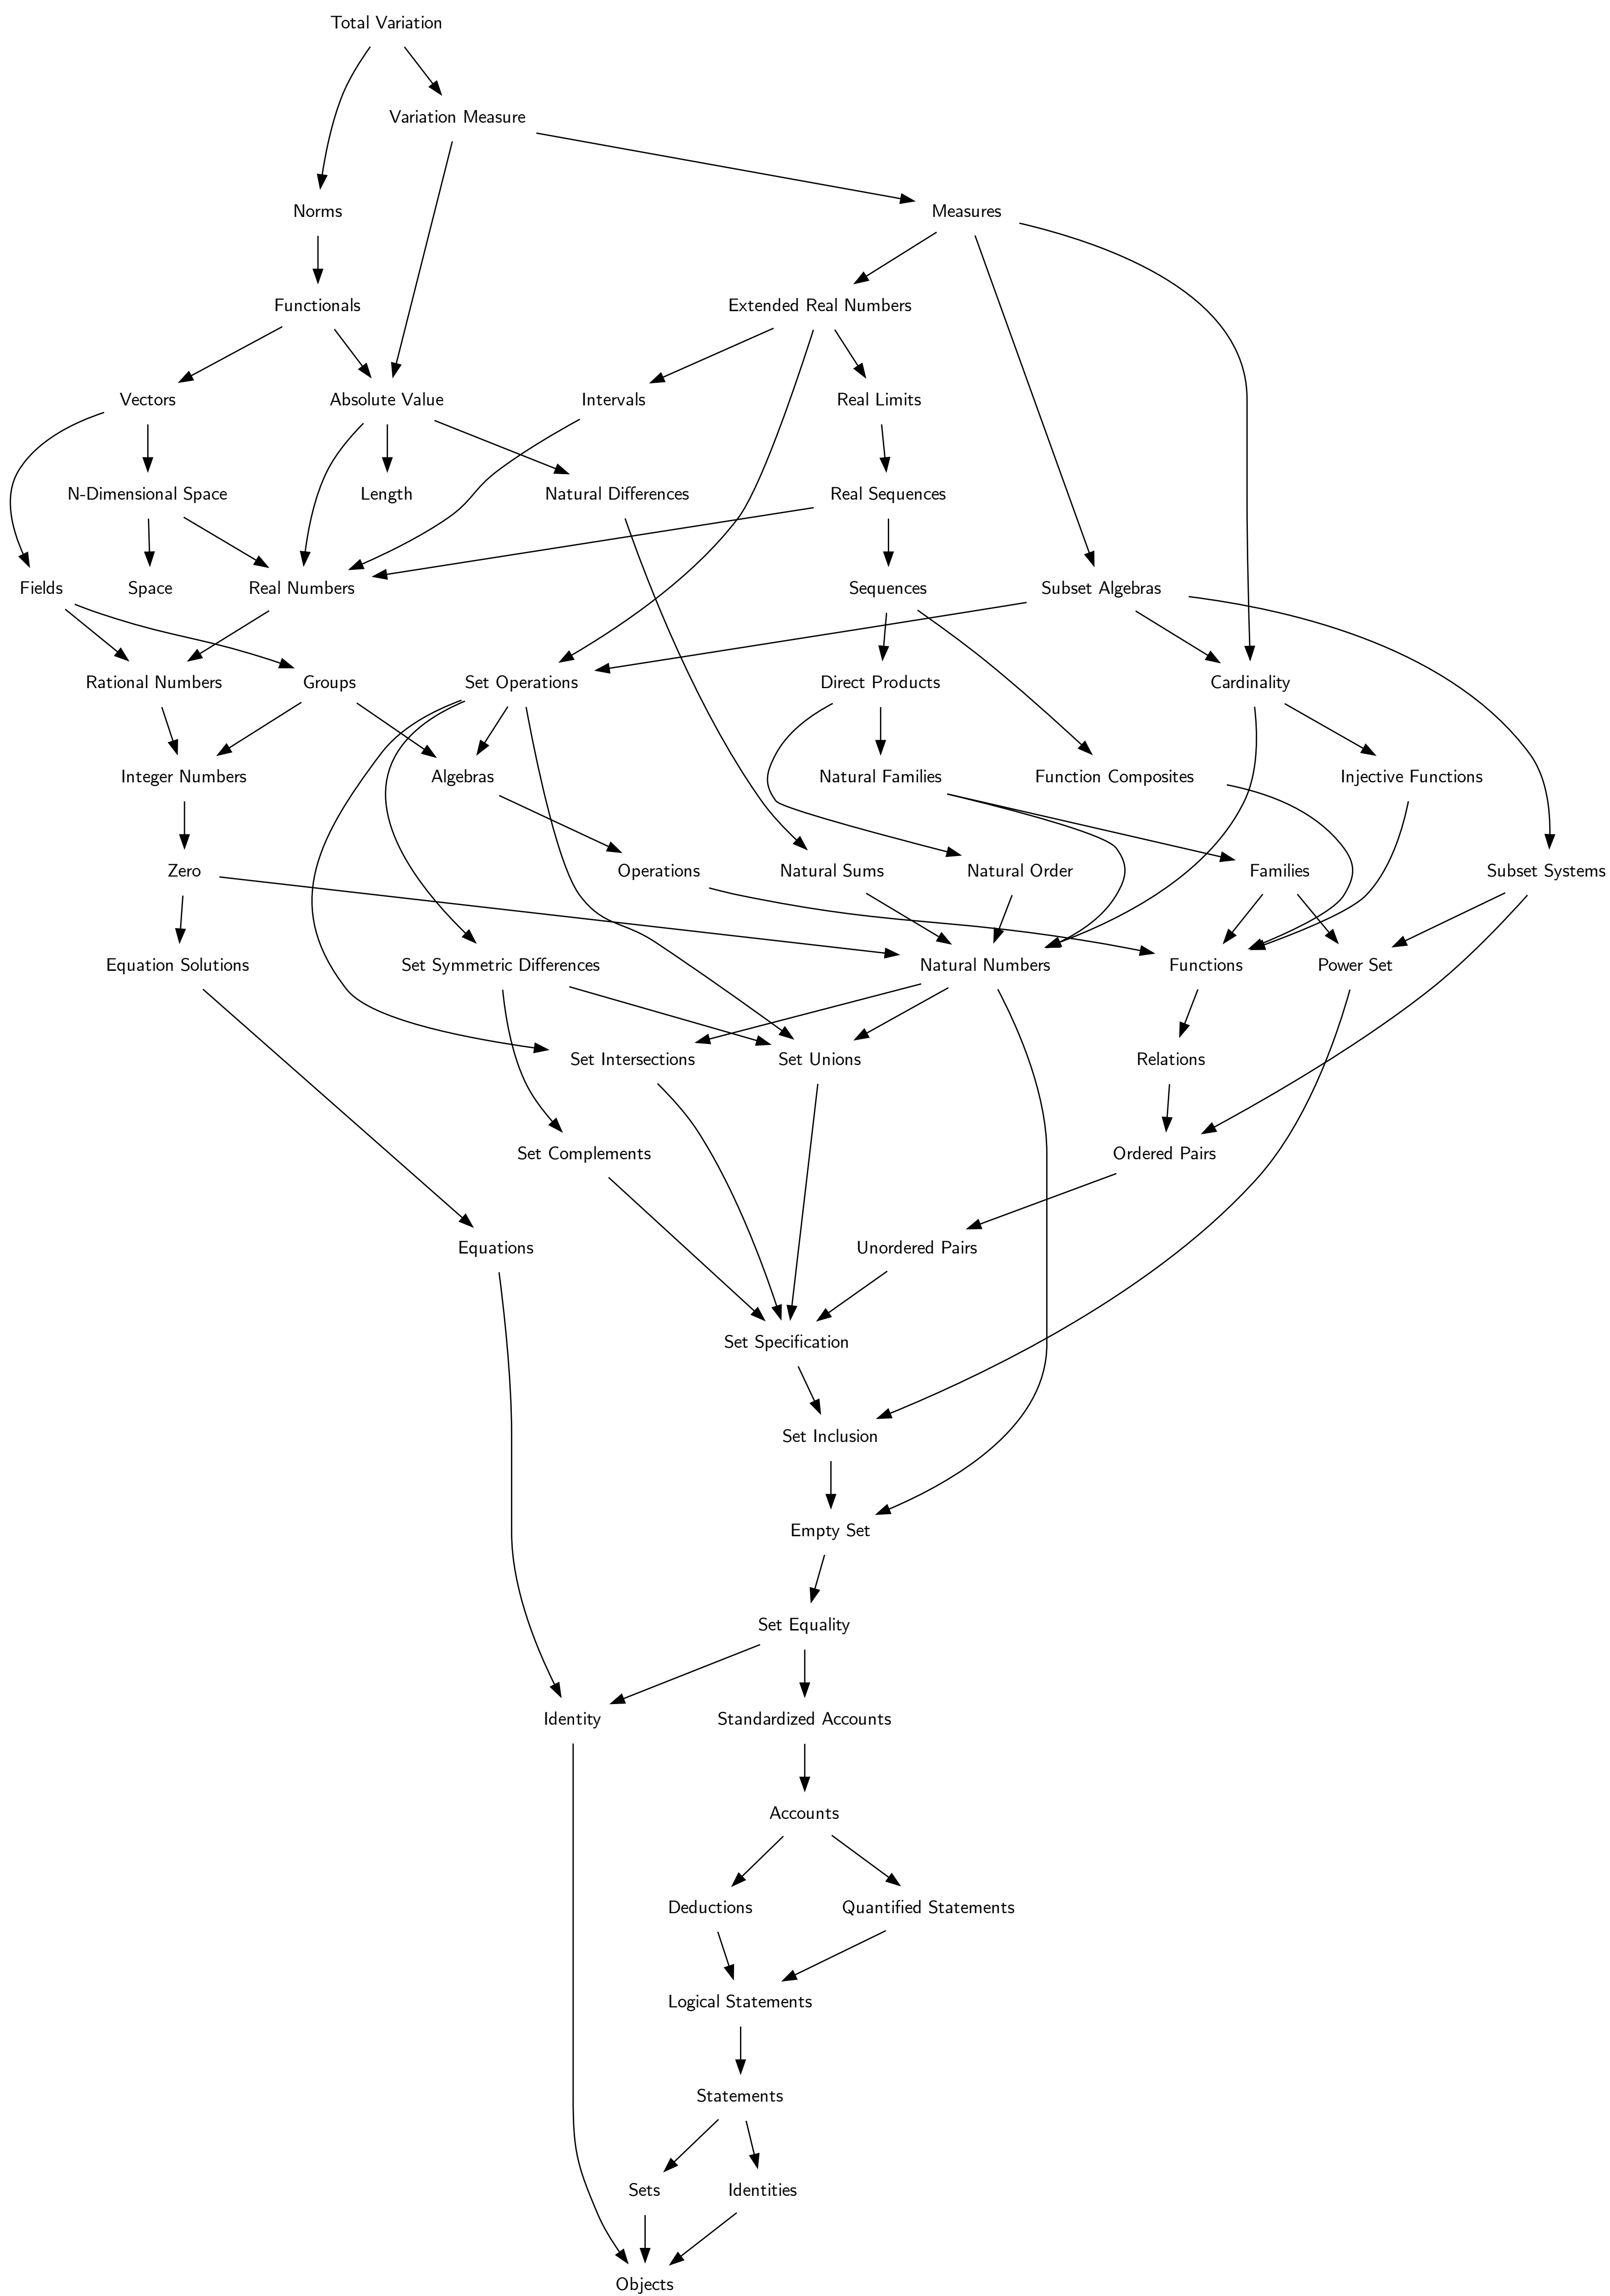 Total Variation
Variation Measure
Norms
Measures
Functionals
Extended Real Numbers
Vectors
Absolute Value
Intervals
Real Limits
N-Dimensional Space
Length
Natural Differences
Real Sequences
Fields
Space
Real Numbers
Sequences
Subset Algebras
Rational Numbers
Groups
Set Operations
Direct Products
Cardinality
Integer Numbers
Algebras
Natural Families
Function Composites
Injective Functions
Zero
Operations
Natural Sums
Natural Order
Families
Subset Systems
Equation Solutions
Set Symmetric Differences
Natural Numbers
Functions
Power Set
Set Intersections
Set Unions
Relations
Set Complements
Ordered Pairs
Equations
Unordered Pairs
Set Specification
Set Inclusion
Empty Set
Set Equality
Identity
Standardized Accounts
Accounts
Deductions
Quantified Statements
Logical Statements
Statements
Sets
Identities
Objects